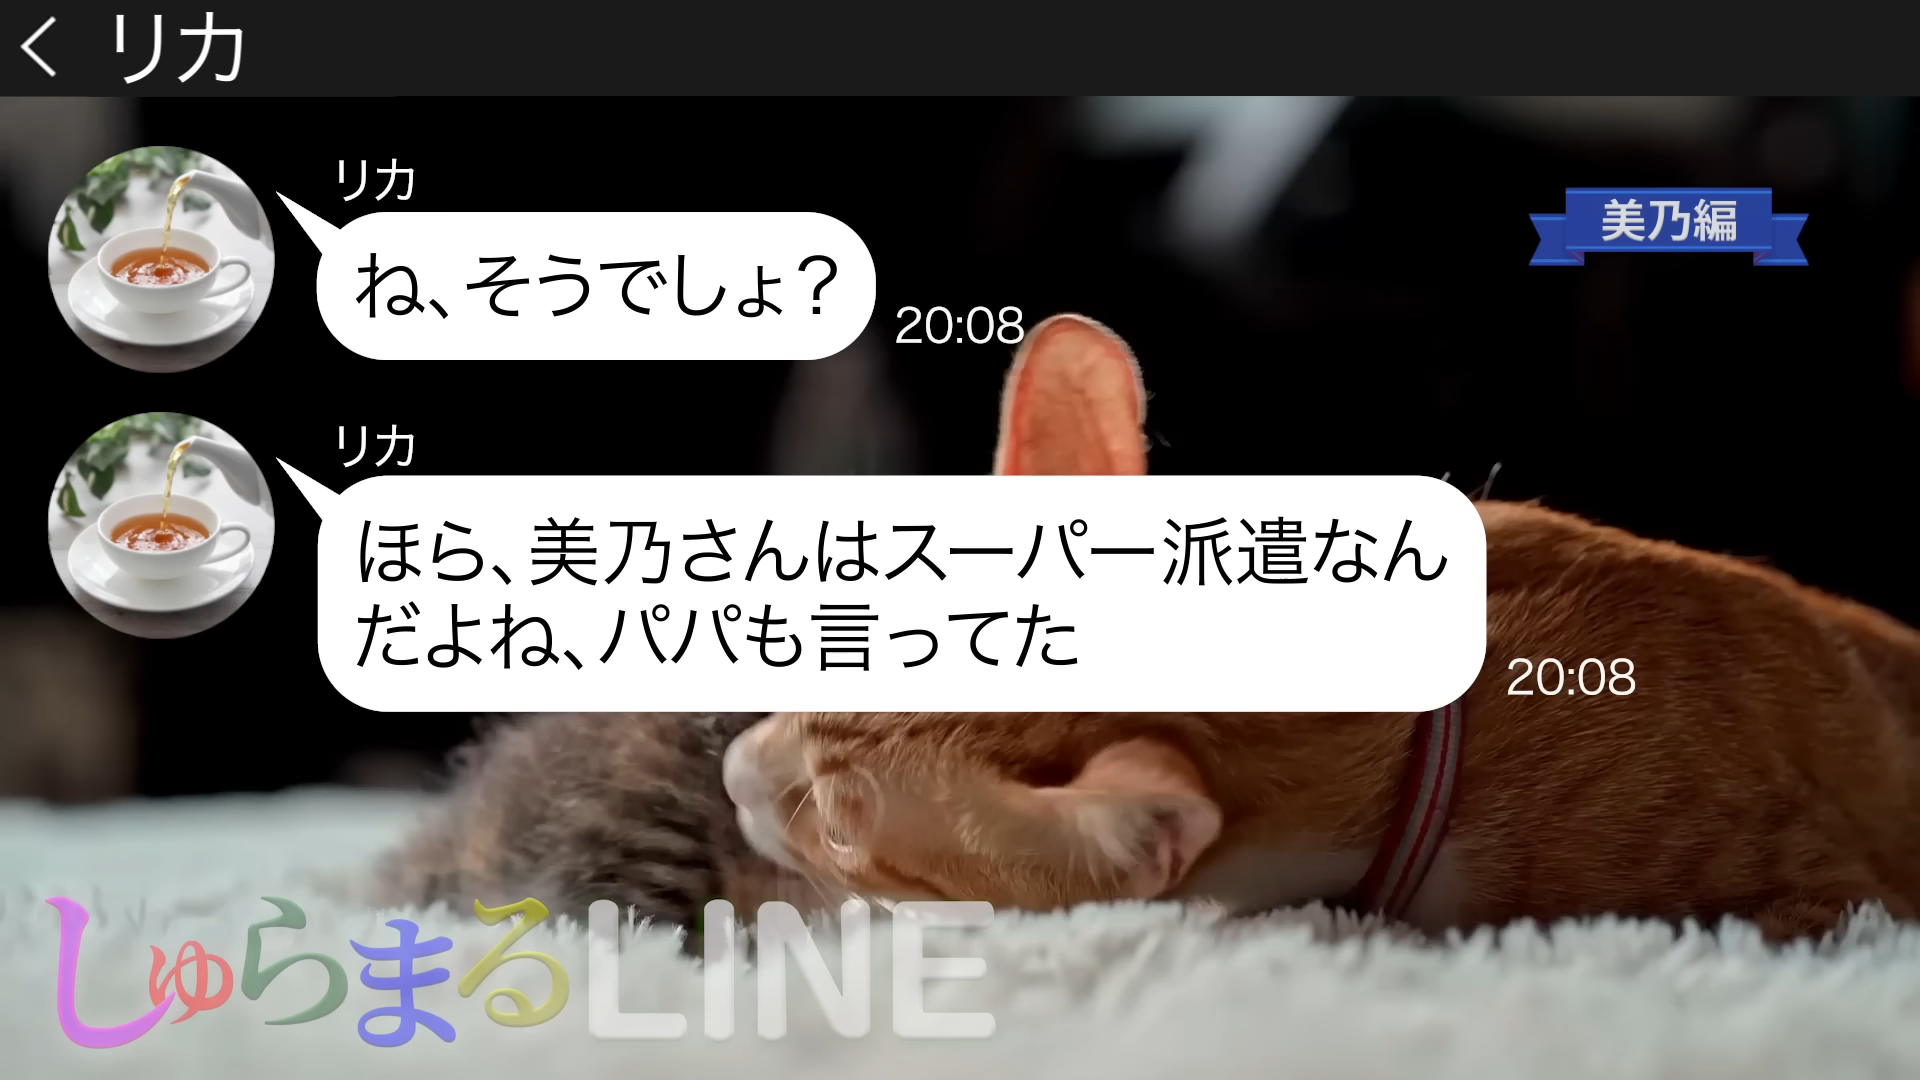 リカ
美乃編
リカ
ね、そうでしょ?
20:08
リカ
ほら、美乃さんはスーパー派遣なん
だよね、パパも言ってた
20:08
しゅらまるLINE